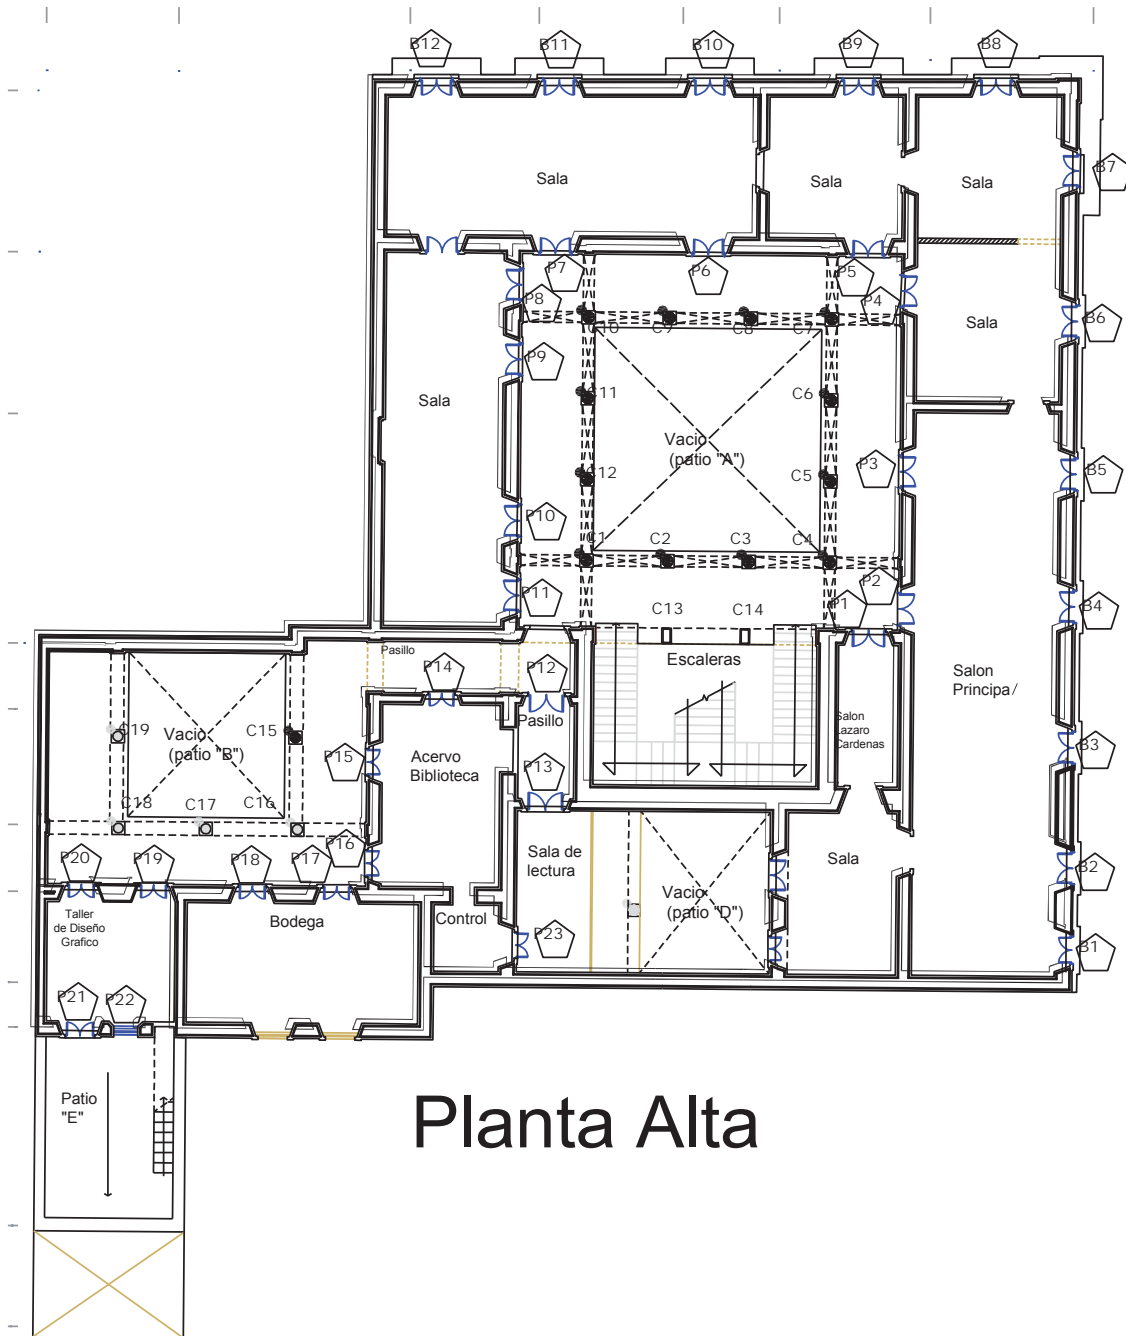 B12
B11
B10
B9
B8
B7
Sala
Sala
Sala
P7
P6
P5
P8
P4
C10
C9
C8
C7
Sala
B6
P9
Sala
C11
C6
Vacio
(patio "A")
P3
C12
C5
B5
P10
C1
C2
C3
C4
P11
P2
P1
B4
C13
C14
Pasillo
P14
P12
Escaleras
Salon
Principa/
C19
Vacio
(patio "B")
C15
Pasillo
Salon
Lazaro
Cardenas
B3
P15
Acervo
Biblioteca
P13
C18
C17
C16
P20
P19
P18
P17
P16
Sala de
lectura
Sala
B2
Vacio
(patio "D")
Taller
de Diseño
Grafico
Bodega
Control
P23
B1
P21
P22
Patio
"E"
Planta Alta